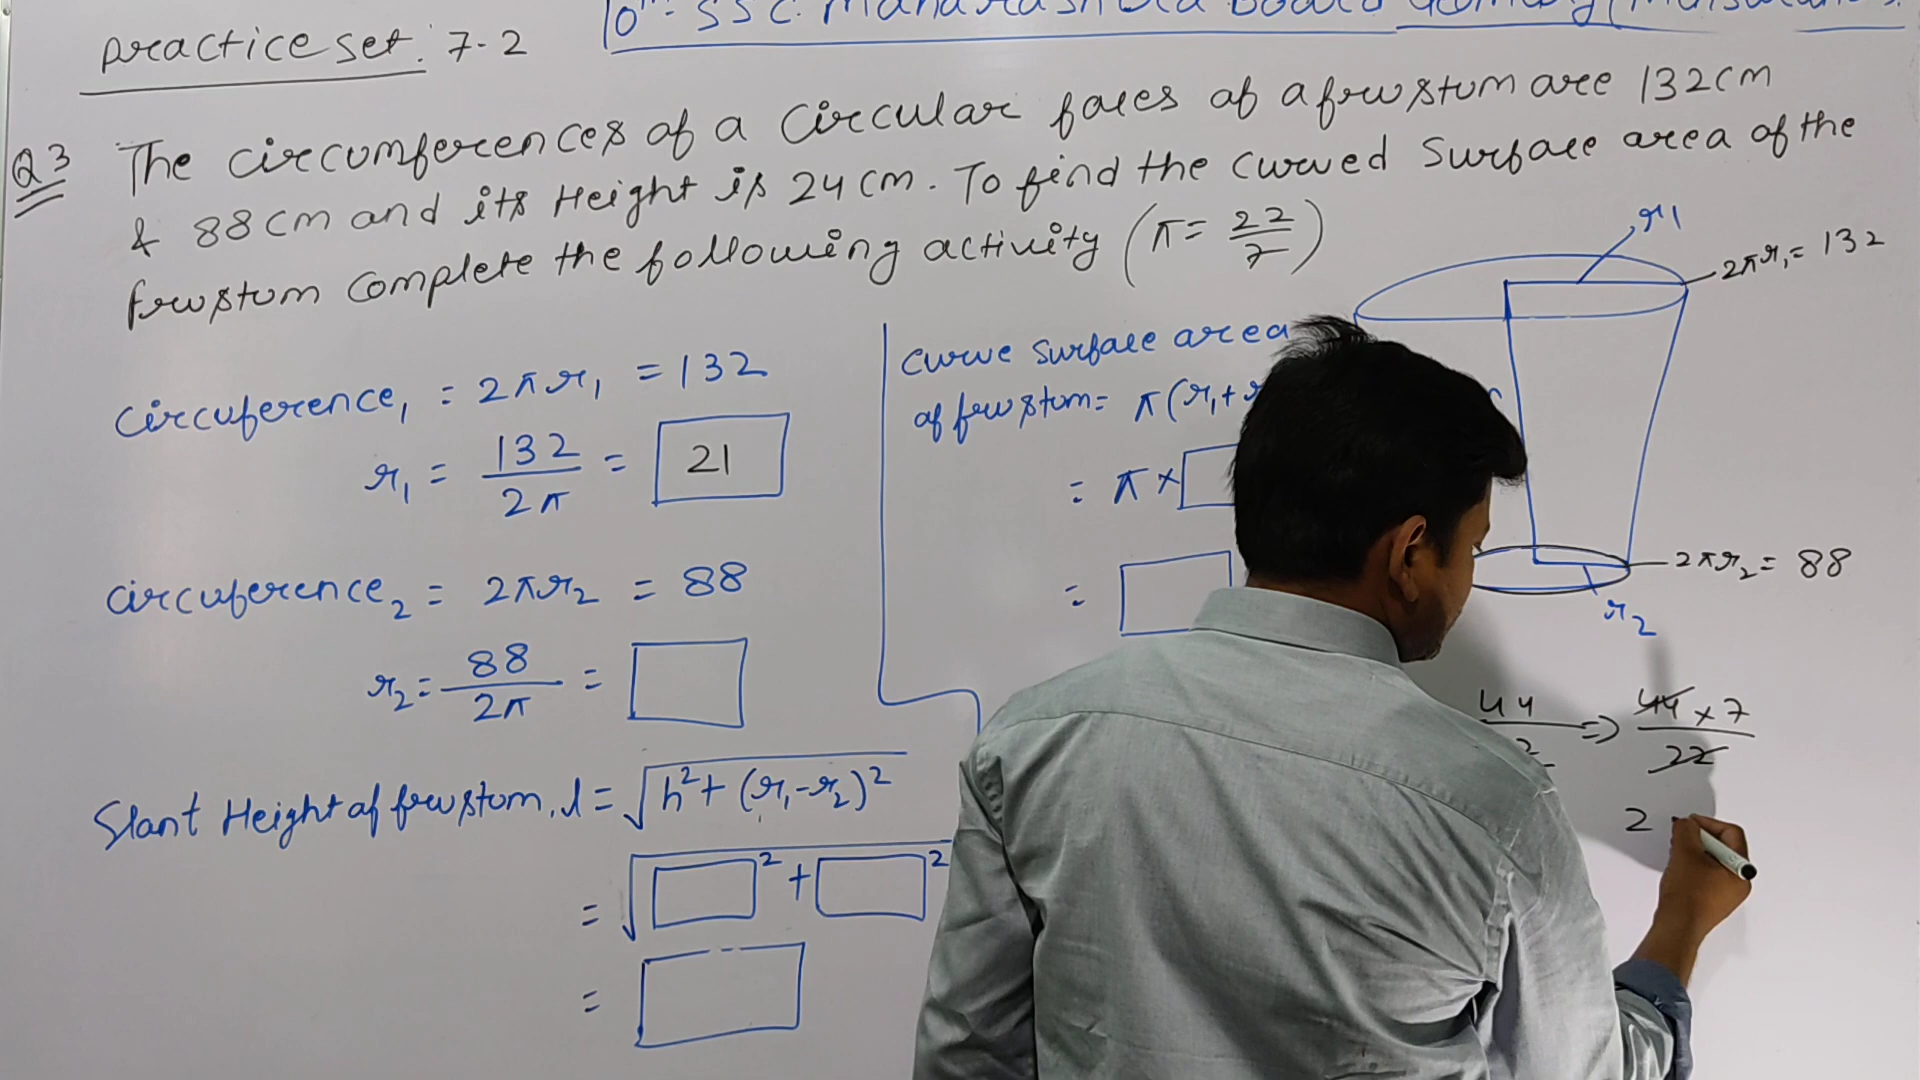 practice set: 7.2
Q3 The circumferences of a circular faces of a frustum are 132cm
& 88cm and its Height is 24cm. To find the curved surface area of the
frustum complete the following activity (π = 22/7)
circuference₁ = 2πr₁ = 132
r₁ = 132/2π = 21
circuference₂ = 2πr₂ = 88
r₂ = 88/2π =
Slant Height of frustum, l = √h²+(r₁-r₂)²
= √ ² + ²
=
curve surface area
of frustum = π(r₁+
= π ×
=
r1
2πr₁ = 132
2πr₂ = 88
r₂
44 => 44×7/22
2